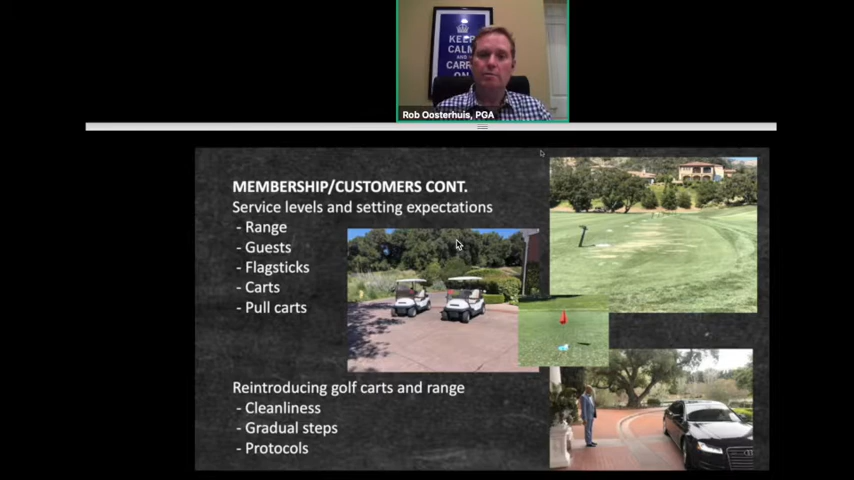 KEEP
CALM
AND
CARRY
ON
Rob Oosterhuis, PGA
MEMBERSHIP/CUSTOMERS CONT.
Service levels and setting expectations
- Range
- Guests
- Flagsticks
- Carts
- Pull carts
Reintroducing golf carts and range
- Cleanliness
- Gradual steps
- Protocols